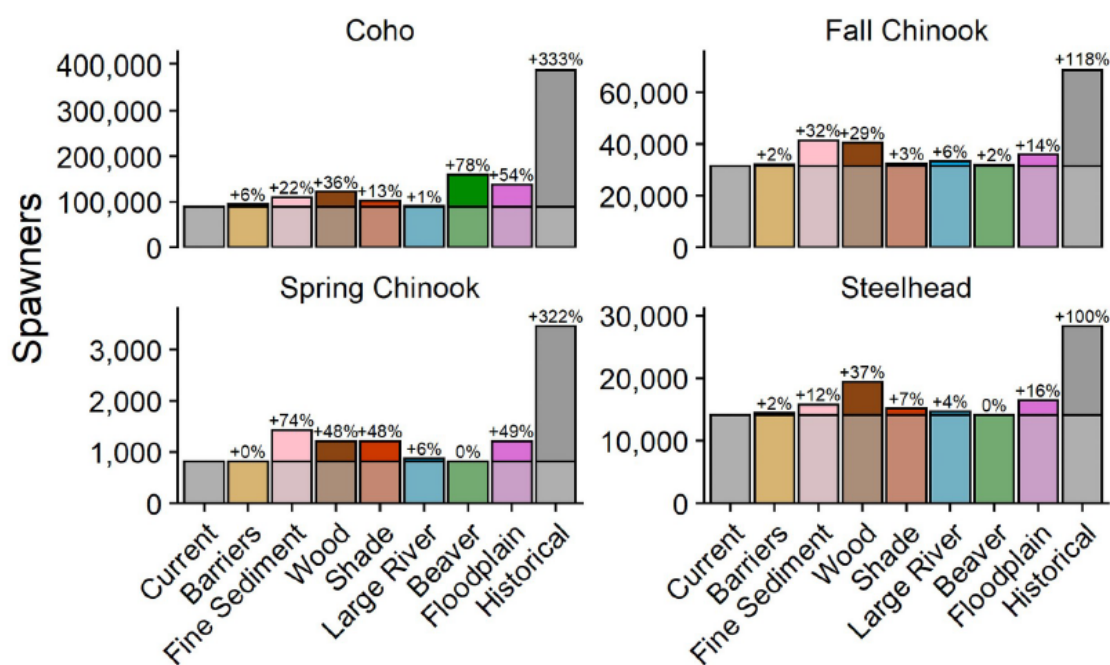 Coho
Fall Chinook
Spawners
400,000
300,000
200,000
100,000
0
+6%
+22%
+36%
+13%
+1%
+78%
+54%
+333%
60,000
40,000
20,000
0
+2%
+32%
+29%
+3%
+6%
+2%
+14%
+118%
Spring Chinook
Steelhead
3,000
2,000
1,000
0
+0%
+74%
+48%
+48%
+6%
0%
+49%
+322%
30,000
20,000
10,000
0
+2%
+12%
+37%
+7%
+4%
0%
+16%
+100%
Current
Barriers
Fine Sediment
Wood
Shade
Large River
Beaver
Floodplain
Historical
Current
Barriers
Fine Sediment
Wood
Shade
Large River
Beaver
Floodplain
Historical